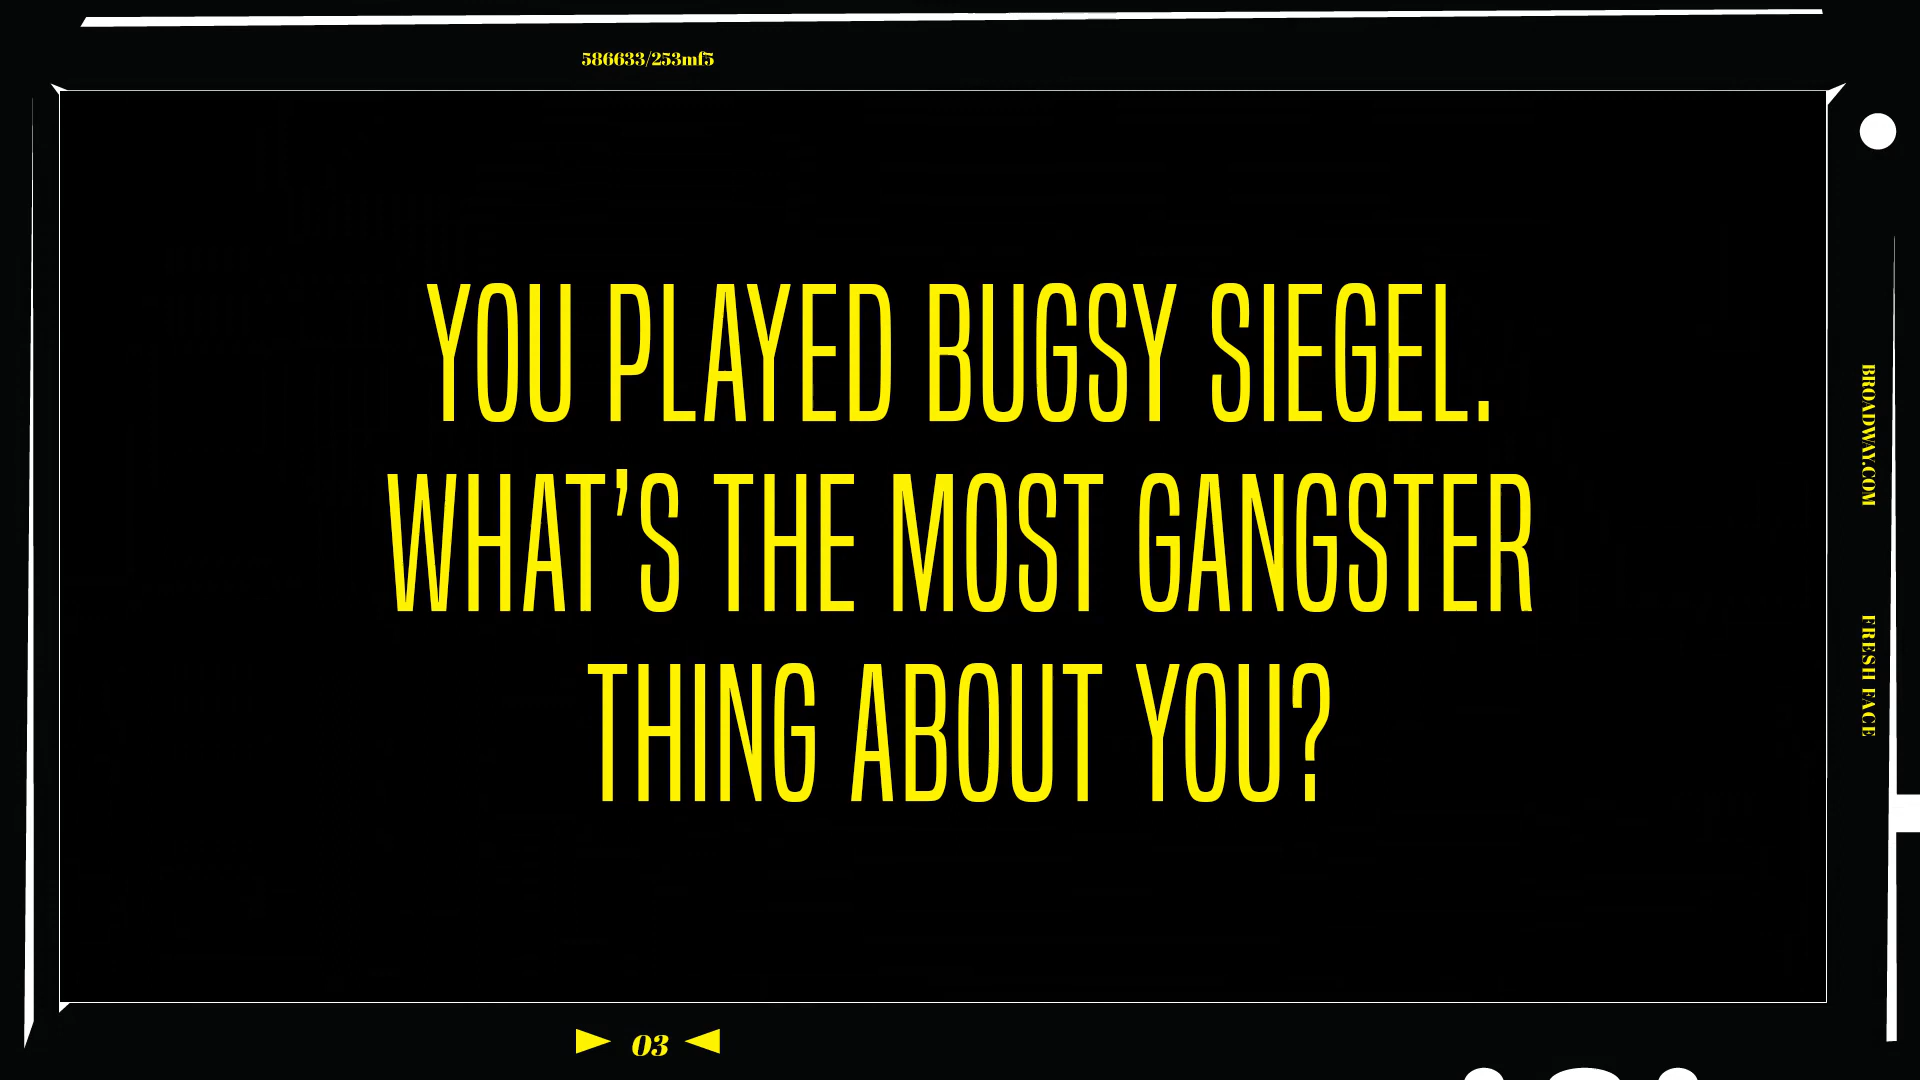 586633/253mf5
YOU PLAYED BUGSY SIEGEL.
WHAT'S THE MOST GANGSTER
THING ABOUT YOU?
BROADWAY.COM
FRESH FACE
03